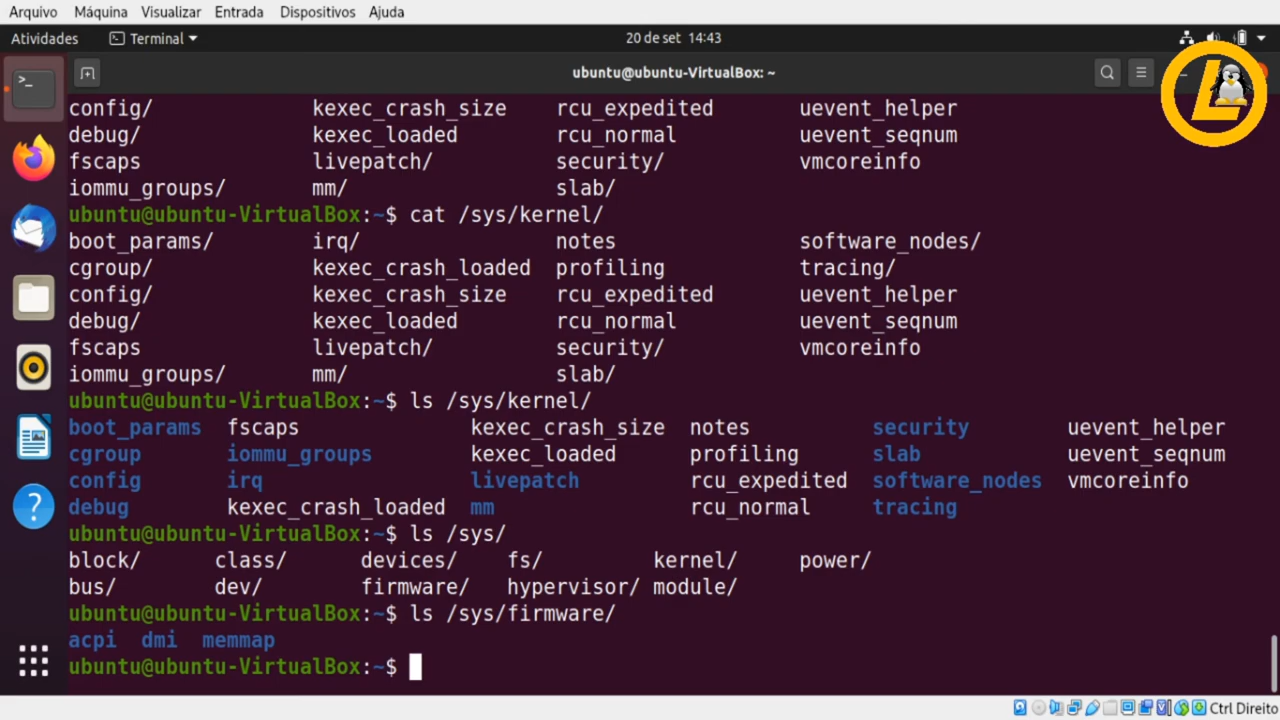 Arquivo Máquina Visualizar Entrada Dispositivos Ajuda
Atividades Terminal 20 de set 14:43
ubuntu@ubuntu-VirtualBox: ~
config/ kexec_crash_size rcu_expedited uevent_helper
debug/ kexec_loaded rcu_normal uevent_seqnum
fscaps livepatch/ security/ vmcoreinfo
iommu_groups/ mm/ slab/
ubuntu@ubuntu-VirtualBox:~$ cat /sys/kernel/
boot_params/ irq/ notes software_nodes/
cgroup/ kexec_crash_loaded profiling tracing/
config/ kexec_crash_size rcu_expedited uevent_helper
debug/ kexec_loaded rcu_normal uevent_seqnum
fscaps livepatch/ security/ vmcoreinfo
iommu_groups/ mm/ slab/
ubuntu@ubuntu-VirtualBox:~$ ls /sys/kernel/
boot_params fscaps kexec_crash_size notes security uevent_helper
cgroup iommu_groups kexec_loaded profiling slab uevent_seqnum
config irq livepatch rcu_expedited software_nodes vmcoreinfo
debug kexec_crash_loaded mm rcu_normal tracing
ubuntu@ubuntu-VirtualBox:~$ ls /sys/
block/ class/ devices/ fs/ kernel/ power/
bus/ dev/ firmware/ hypervisor/ module/
ubuntu@ubuntu-VirtualBox:~$ ls /sys/firmware/
acpi dmi memmap
ubuntu@ubuntu-VirtualBox:~$
Ctrl Direito